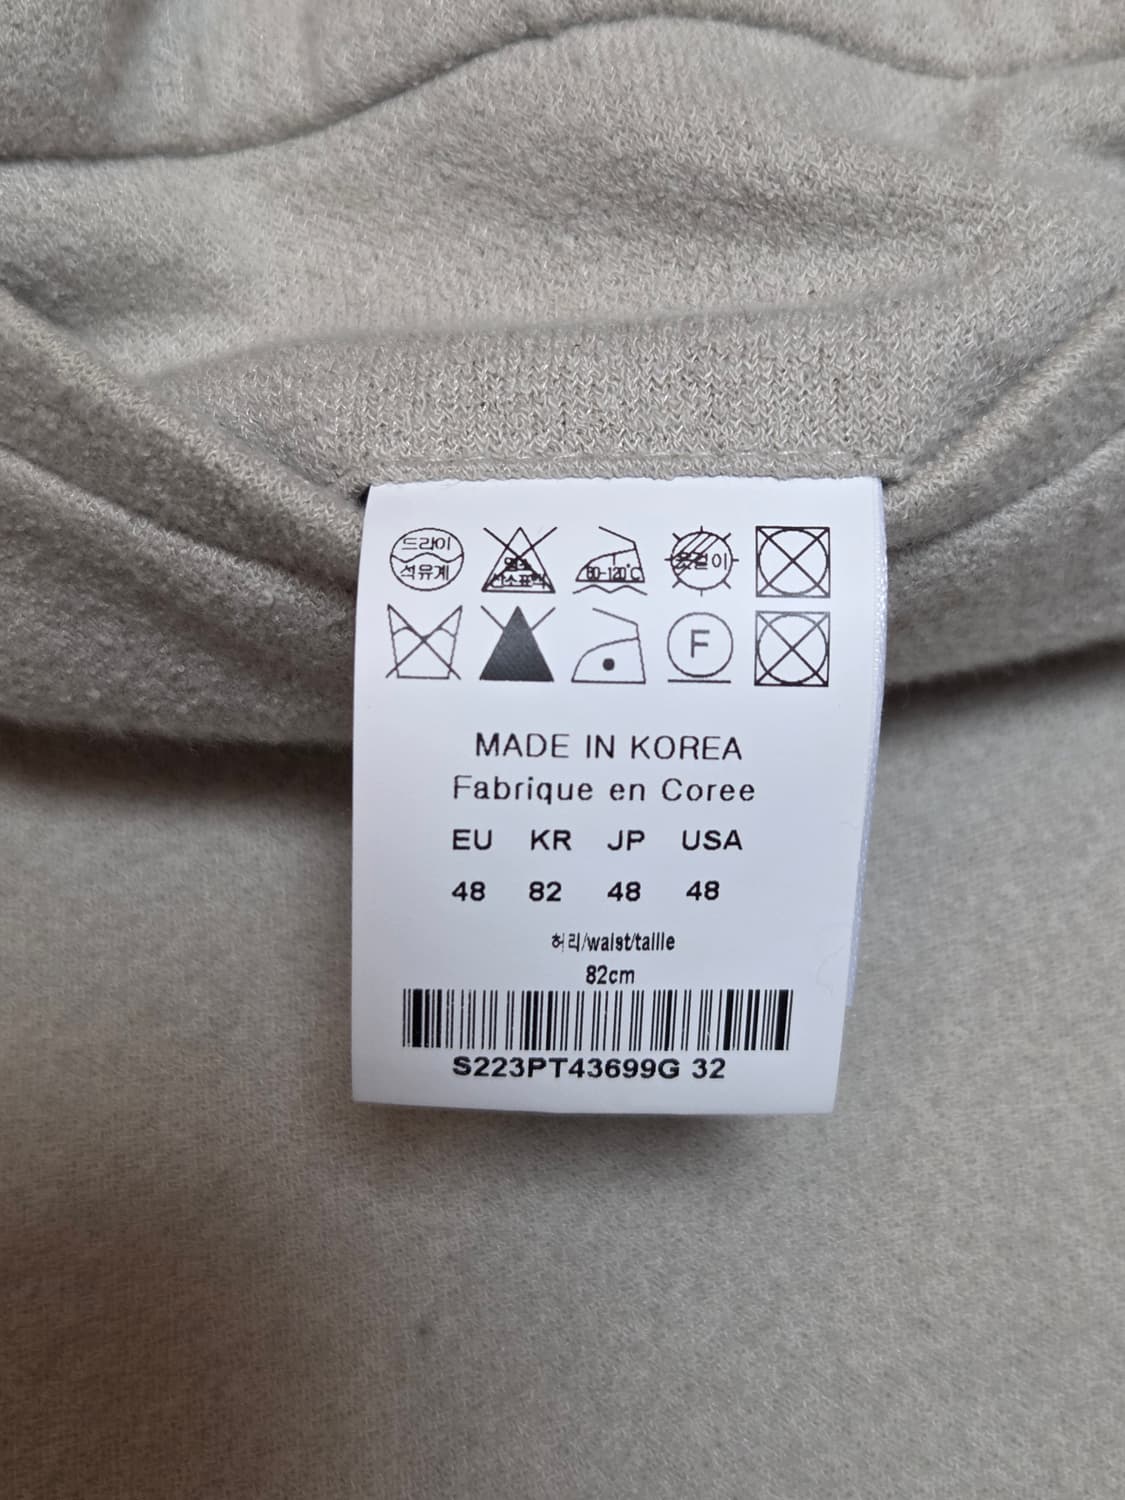 드라이
석유계
염소
산소표백
80-120℃
옷걸이
F
MADE IN KOREA
Fabrique en Coree
EU KR JP USA
48 82 48 48
허리/waist/taille
82cm
S223PT43699G 32